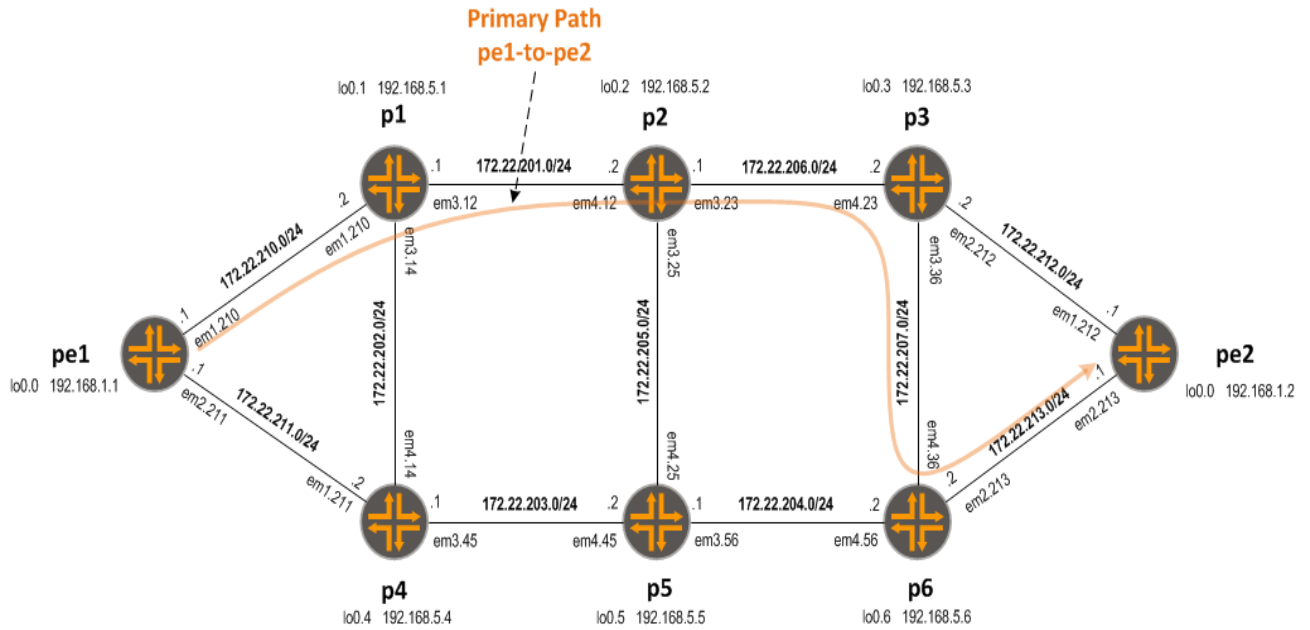 Primary Path
pe1-to-pe2
lo0.1 192.168.5.1
lo0.2 192.168.5.2
lo0.3 192.168.5.3
p1
p2
p3
.1
172.22.201.0/24
.2
.1
172.22.206.0/24
.2
.2
em3.12
em4.12
em3.23
em4.23
.2
em1.210
172.22.210.0/24
em3.14
em3.25
em3.36
em2.212
172.22.212.0/24
.1
em1.210
172.22.202.0/24
172.22.205.0/24
172.22.207.0/24
.1
em1.212
pe1
lo0.0 192.168.1.1
.1
em2.211
172.22.211.0/24
pe2
lo0.0 192.168.1.2
.1
em2.213
172.22.213.0/24
em4.14
em4.25
em4.36
.2
em1.211
.2
em2.213
.1
172.22.203.0/24
.2
.1
172.22.204.0/24
.2
em3.45
em4.45
em3.56
em4.56
p4
p5
p6
lo0.4 192.168.5.4
lo0.5 192.168.5.5
lo0.6 192.168.5.6